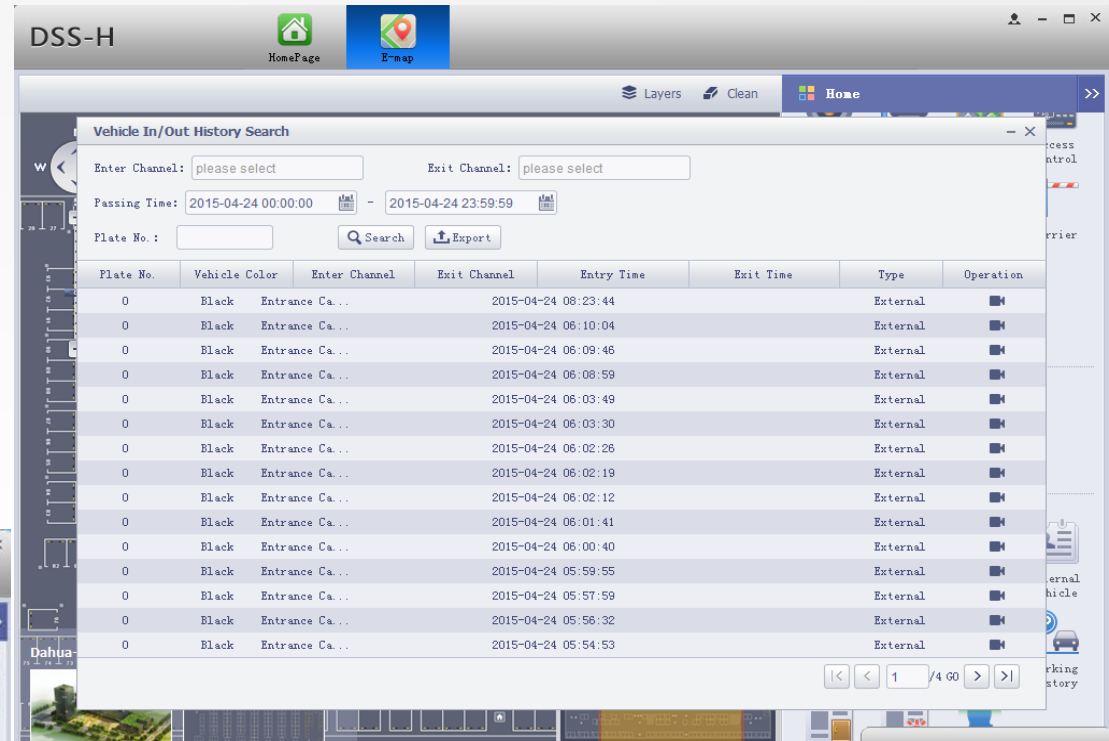 DSS-H
HomePage
E-map
Layers Clean
Home
Vehicle In/Out History Search
W
Enter Channel: please select Exit Channel: please select
Passing Time: 2015-04-24 00:00:00 - 2015-04-24 23:59:59
Plate No.: Search Export
Plate No. Vehicle Color Enter Channel Exit Channel Entry Time Exit Time Type Operation
0 Black Entrance Ca... 2015-04-24 08:23:44 External
0 Black Entrance Ca... 2015-04-24 06:10:04 External
0 Black Entrance Ca... 2015-04-24 06:09:46 External
0 Black Entrance Ca... 2015-04-24 06:08:59 External
0 Black Entrance Ca... 2015-04-24 06:03:49 External
0 Black Entrance Ca... 2015-04-24 06:03:30 External
0 Black Entrance Ca... 2015-04-24 06:02:26 External
0 Black Entrance Ca... 2015-04-24 06:02:19 External
0 Black Entrance Ca... 2015-04-24 06:02:12 External
0 Black Entrance Ca... 2015-04-24 06:01:41 External
0 Black Entrance Ca... 2015-04-24 06:00:40 External
0 Black Entrance Ca... 2015-04-24 05:59:55 External
0 Black Entrance Ca... 2015-04-24 05:57:59 External
0 Black Entrance Ca... 2015-04-24 05:56:32 External
0 Black Entrance Ca... 2015-04-24 05:54:53 External
1 /4 GO
ccess
ntrol
rrier
ernal
hicle
rking
story
Dahua-